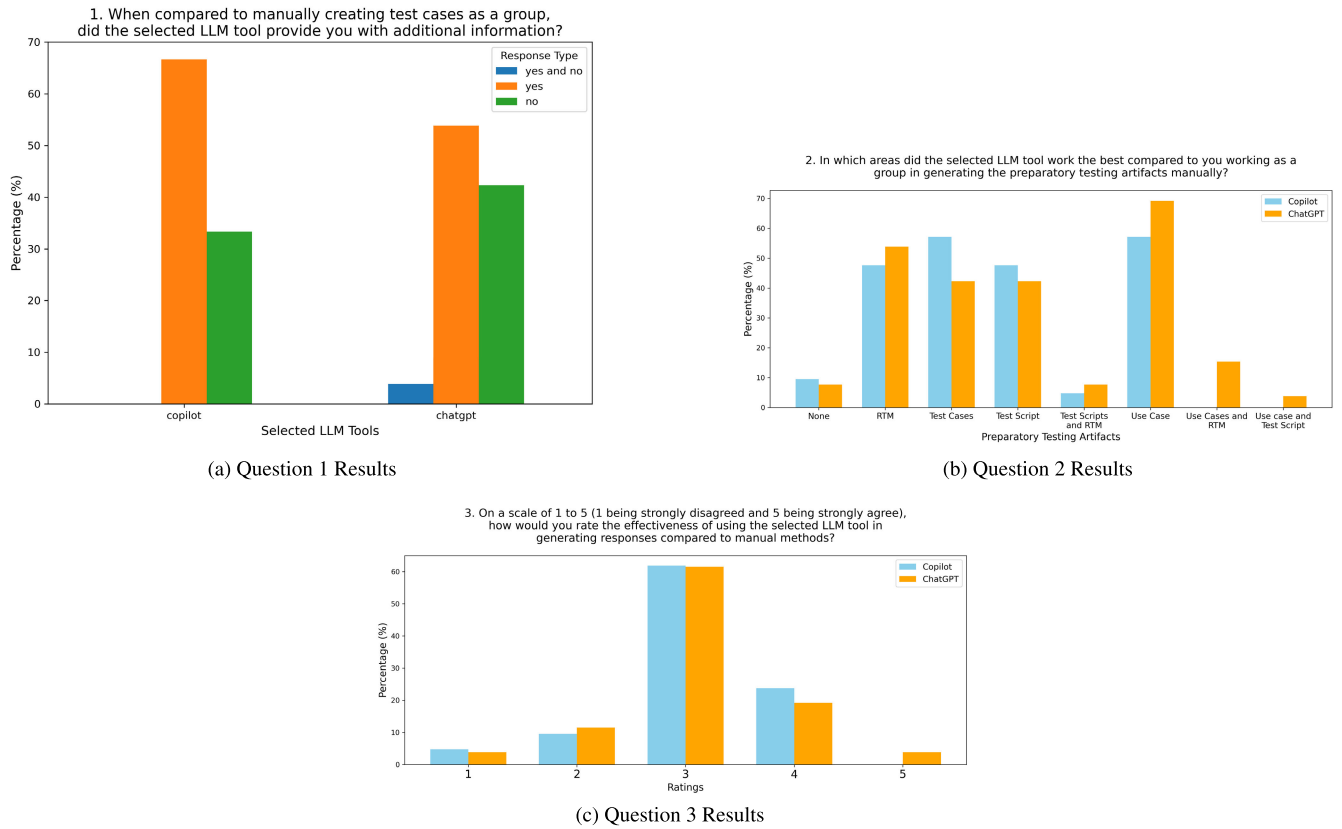 1. When compared to manually creating test cases as a group,
did the selected LLM tool provide you with additional information?
Percentage (%)
70
60
50
40
30
20
10
0
Response Type
yes and no
yes
no
copilot
chatgpt
Selected LLM Tools
(a) Question 1 Results
2. In which areas did the selected LLM tool work the best compared to you working as a
group in generating the preparatory testing artifacts manually?
Percentage (%)
70
60
50
40
30
20
10
0
Copilot
ChatGPT
None
RTM
Test Cases
Test Script
Test Scripts
and RTM
Use Case
Use Cases and
RTM
Use case and
Test Script
Preparatory Testing Artifacts
(b) Question 2 Results
3. On a scale of 1 to 5 (1 being strongly disagreed and 5 being strongly agree),
how would you rate the effectiveness of using the selected LLM tool in
generating responses compared to manual methods?
Percentage (%)
60
50
40
30
20
10
0
Copilot
ChatGPT
1
2
3
4
5
Ratings
(c) Question 3 Results